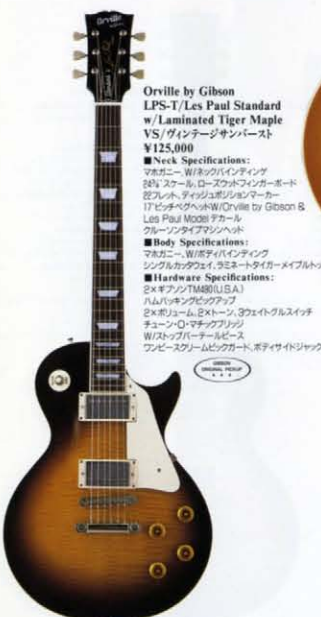 Orville
Orville by Gibson
LPS-T/Les Paul Standard
w/Laminated Tiger Maple
VS/ヴィンテージサンバースト
¥125,000
■Neck Specifications:
マホガニー、W/ネックバインディング
24¾"スケール、ローズウッドフィンガーボード
22フレット、ディッシュポジションマーカー
17°ピッチペグヘッドW/Orville by Gibson &
Les Paul Model デカール
クルーソンタイプマシンヘッド
■Body Specifications:
マホガニー、W/ボディバインディング
シングルカッタウェイ、ラミネートタイガーメイプルトップ
■Hardware Specifications:
2×ギブソンTM490(U.S.A.)
ハムバッキングピックアップ
2×ボリューム、2×トーン、3ウェイトグルスイッチ
チューン・O・マチックブリッジ
W/ストップバーテールピース
ワンピースクリームピックガード、ボディサイドジャック
GIBSON
ORIGINAL PICKUP